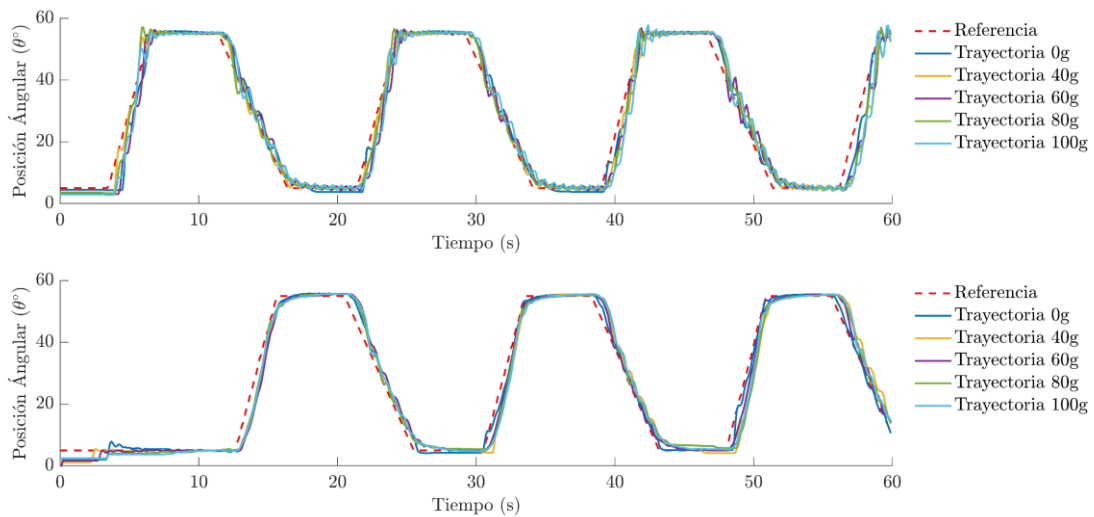 60
40
20
0
Posición Ángular (θ°)
0
10
20
30
40
50
60
Tiempo (s)
Referencia
Trayectoria 0g
Trayectoria 40g
Trayectoria 60g
Trayectoria 80g
Trayectoria 100g
60
40
20
0
Posición Ángular (θ°)
0
10
20
30
40
50
60
Tiempo (s)
Referencia
Trayectoria 0g
Trayectoria 40g
Trayectoria 60g
Trayectoria 80g
Trayectoria 100g